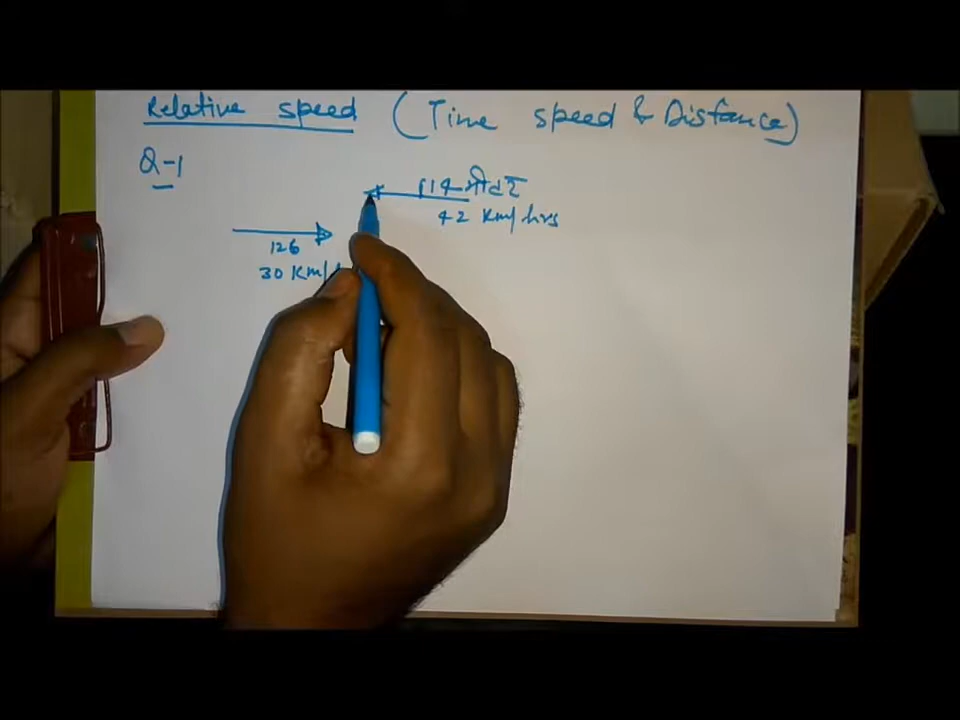 Relative speed (Time speed & Distance)
Q-1
114 मीटर
42 Km/hrs
126
30 Km/